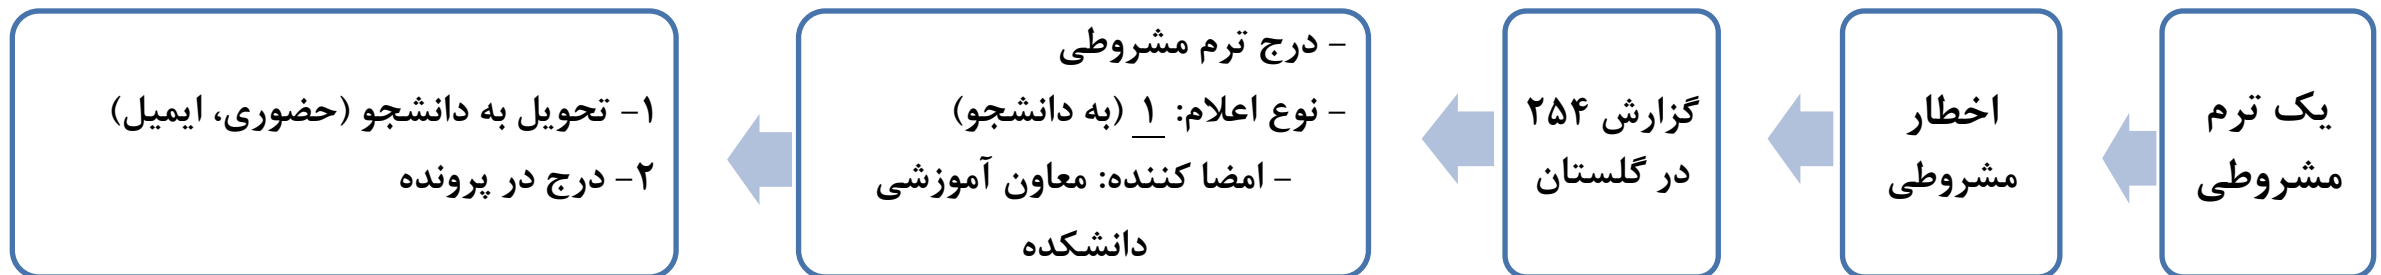 یک ترم
مشروطی
اخطار
مشروطی
گزارش ۲۵۴
در گلستان
- درج ترم مشروطی
- نوع اعلام: ۱ (به دانشجو)
- امضا کننده: معاون آموزشی
دانشکده
۱- تحویل به دانشجو (حضوری، ایمیل)
۲- درج در پرونده